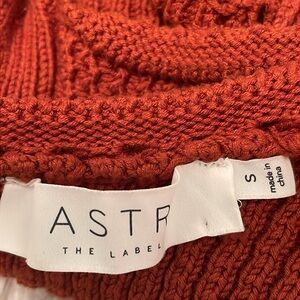 ASTR
THE LABEL
S
made in
china